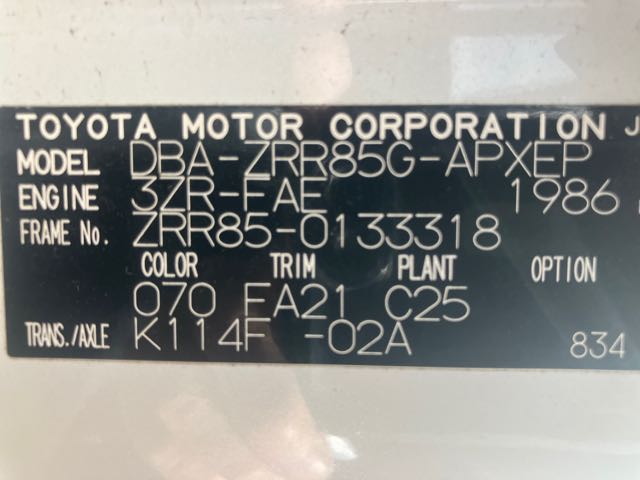 TOYOTA MOTOR CORPORATION J
MODEL DBA-ZRR85G-APXEP
ENGINE 3ZR-FAE 1986
FRAME No. ZRR85-0133318
COLOR TRIM PLANT OPTION
070 FA21 C25
TRANS./AXLE K114F -02A 834